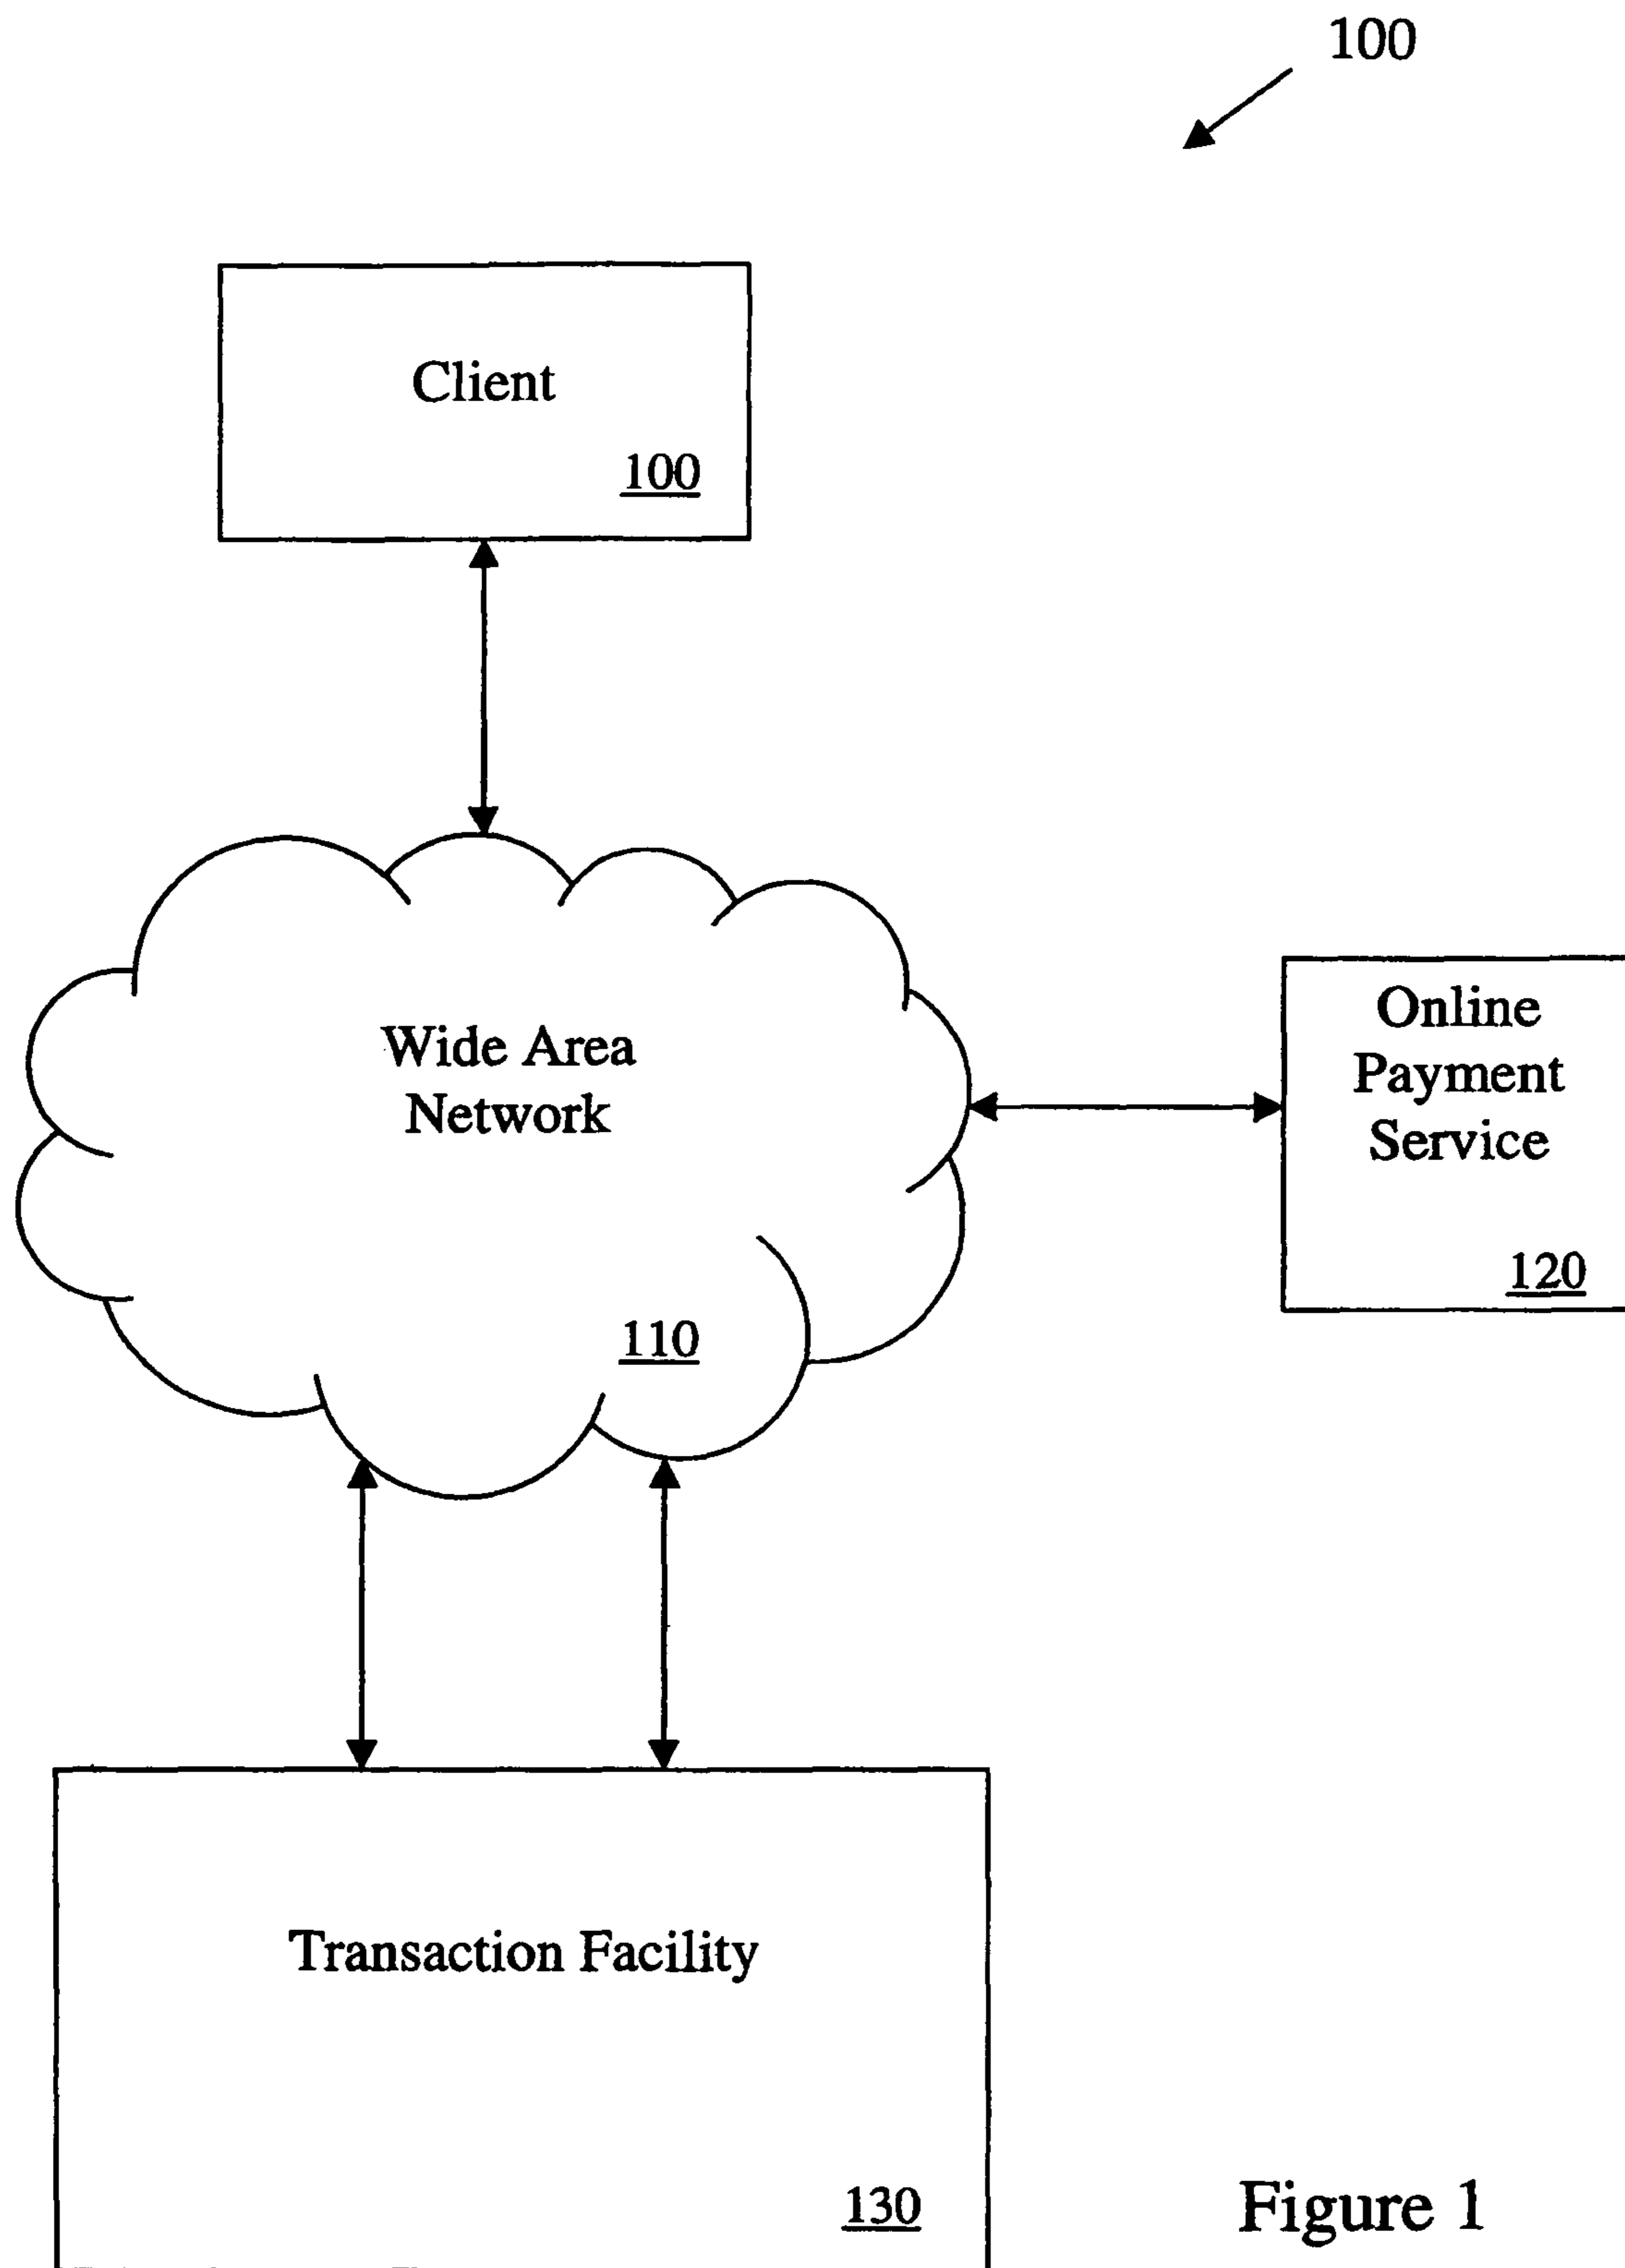 100
Client
100
Wide Area
Network
110
Online
Payment
Service
120
Transaction Facility
130
Figure 1